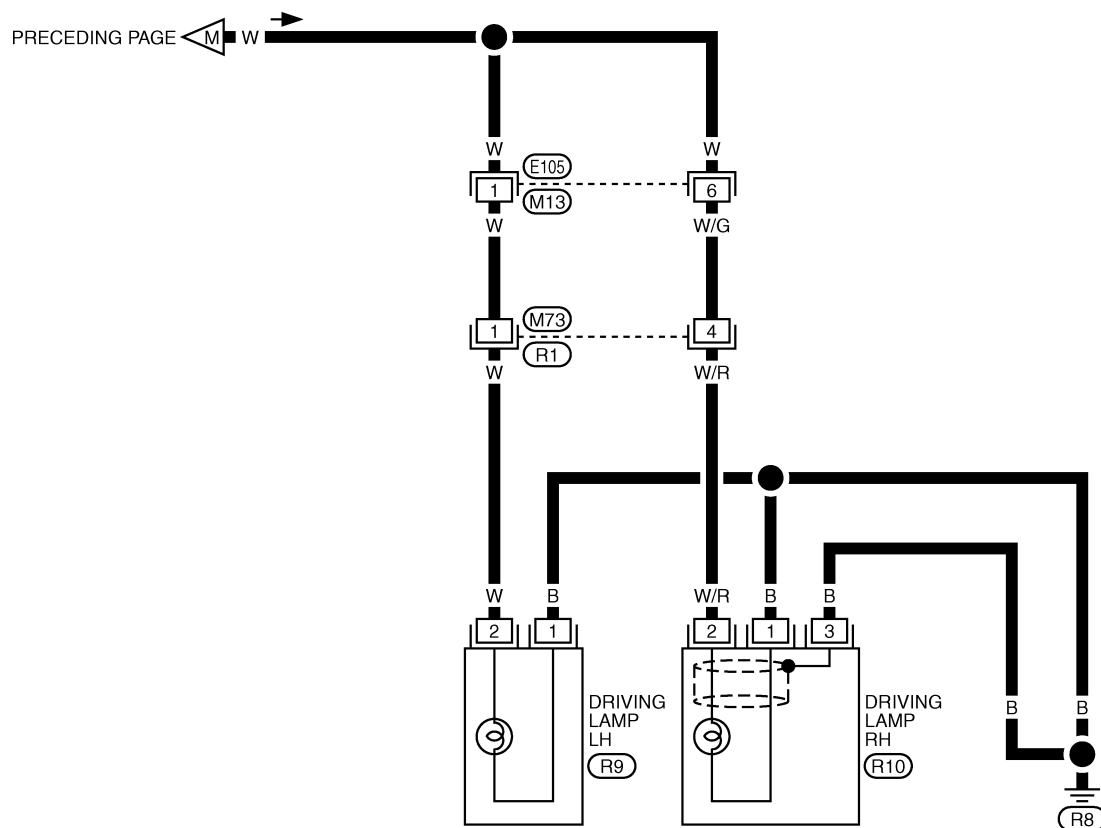 PRECEDING PAGE M W
W W
E105
1 6
M13
W W/G
M73
1 4
R1
W W/R
W B W/R B B
2 1 2 1 3
DRIVING
LAMP
LH
R9
DRIVING
LAMP
RH
R10
B B
R8